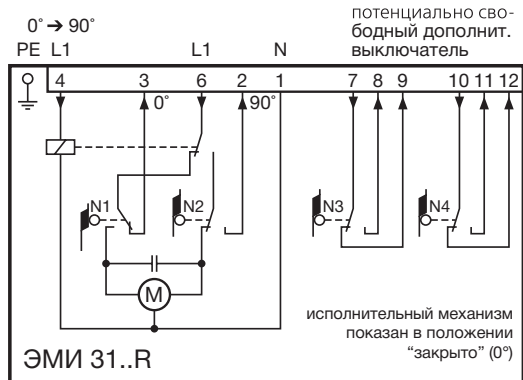 0° ➔ 90°
потенциально сво-
бодный дополнит.
выключатель
PE L1 L1 N
4 3 6 2 1 7 8 9 10 11 12
0° 90°
N1 N2 N3 N4
M
исполнительный механизм
показан в положении
“закрыто” (0°)
ЭМИ 31..R